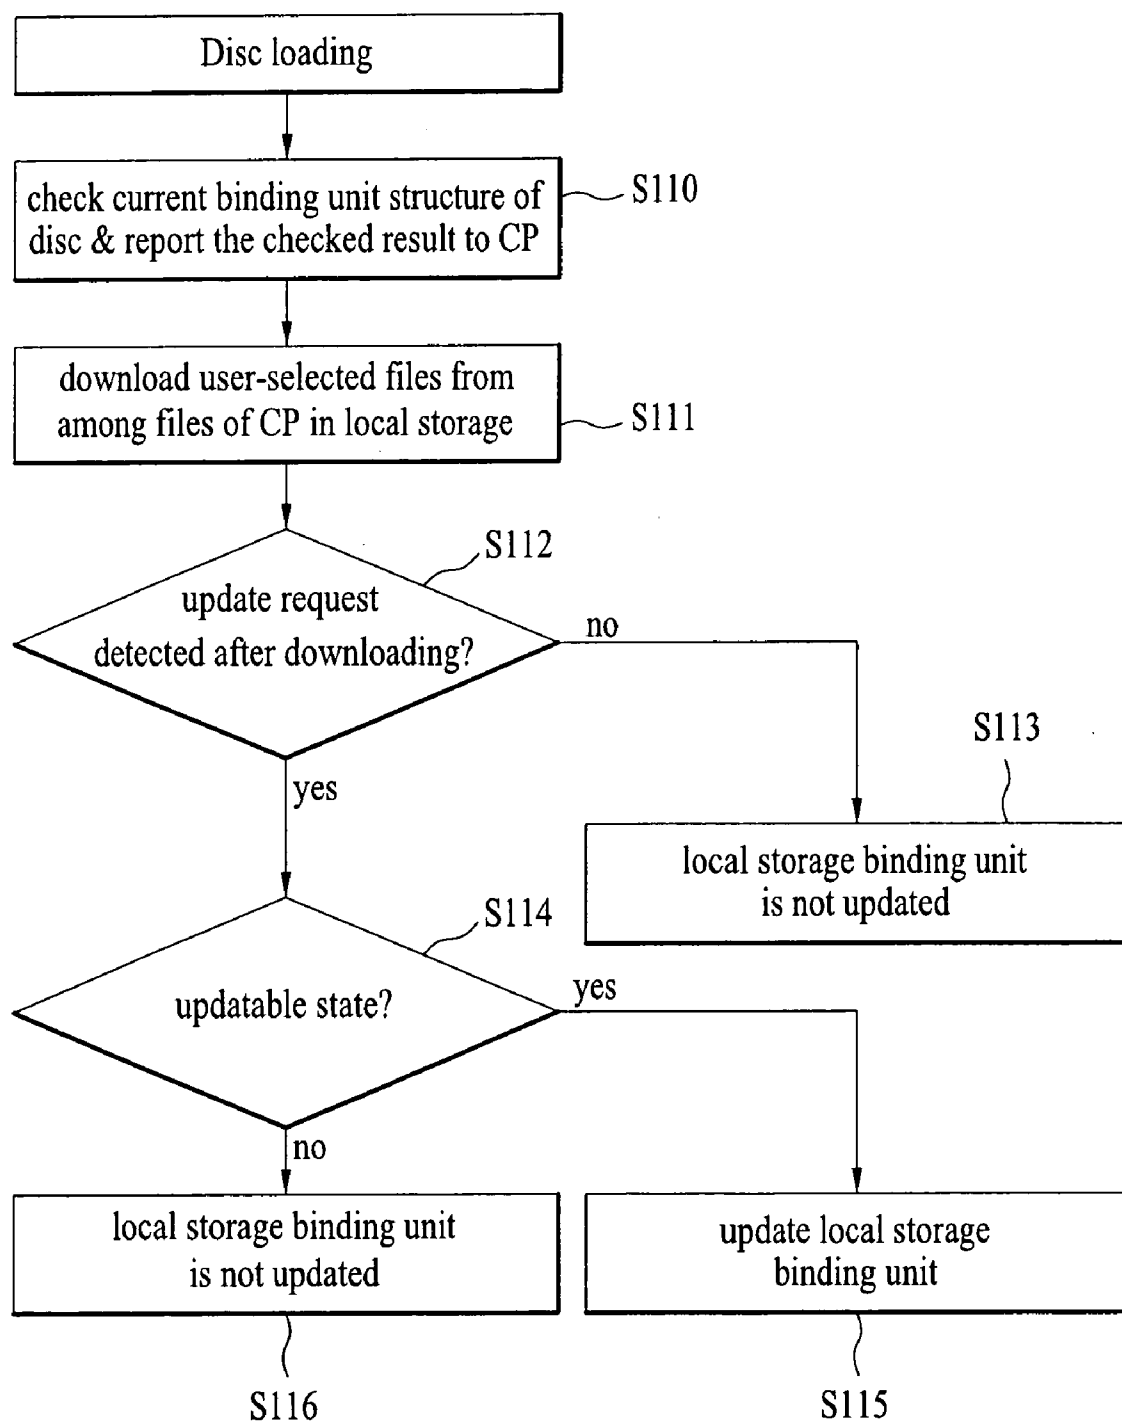 Disc loading
check current binding unit structure of
disc & report the checked result to CP
S110
download user-selected files from
among files of CP in local storage
S111
S112
update request
detected after downloading?
no
yes
S113
local storage binding unit
is not updated
S114
updatable state?
yes
no
local storage binding unit
is not updated
update local storage
binding unit
S116
S115